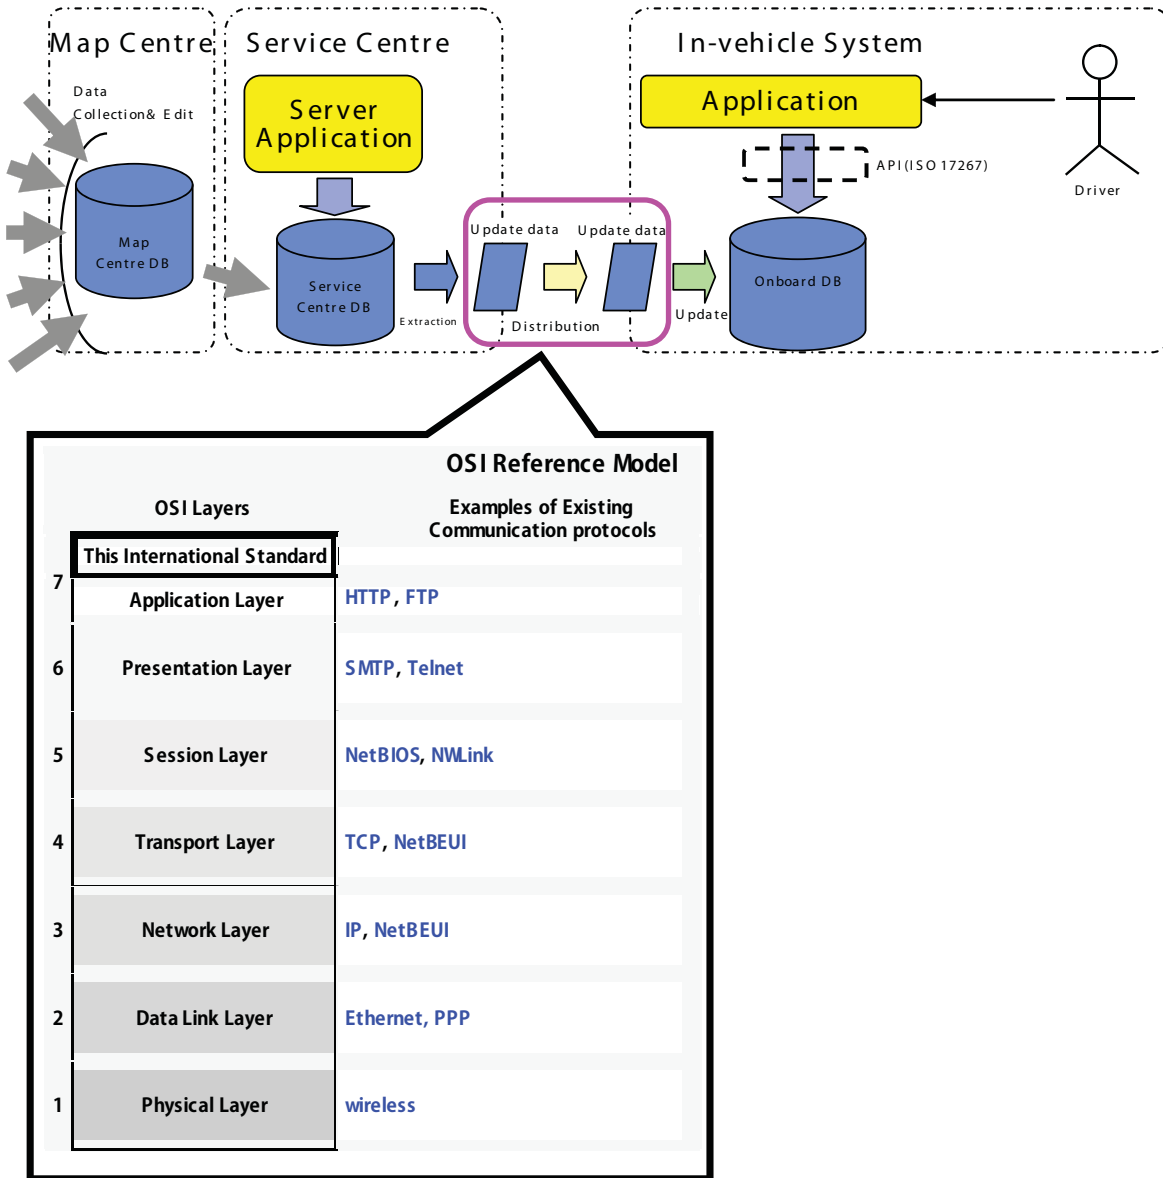 Map Centre
Service Centre
In-vehicle System
Data
Collection& Edit
Server
Application
Application
API(ISO 17267)
Driver
Map
Centre DB
Service
Centre DB
Extraction
Update data
Update data
Distribution
Update
Onboard DB
OSI Reference Model
OSI Layers
Examples of Existing
Communication protocols
This International Standard
7
Application Layer
HTTP, FTP
6
Presentation Layer
SMTP, Telnet
5
Session Layer
NetBIOS, NWLink
4
Transport Layer
TCP, NetBEUI
3
Network Layer
IP, NetBEUI
2
Data Link Layer
Ethernet, PPP
1
Physical Layer
wireless